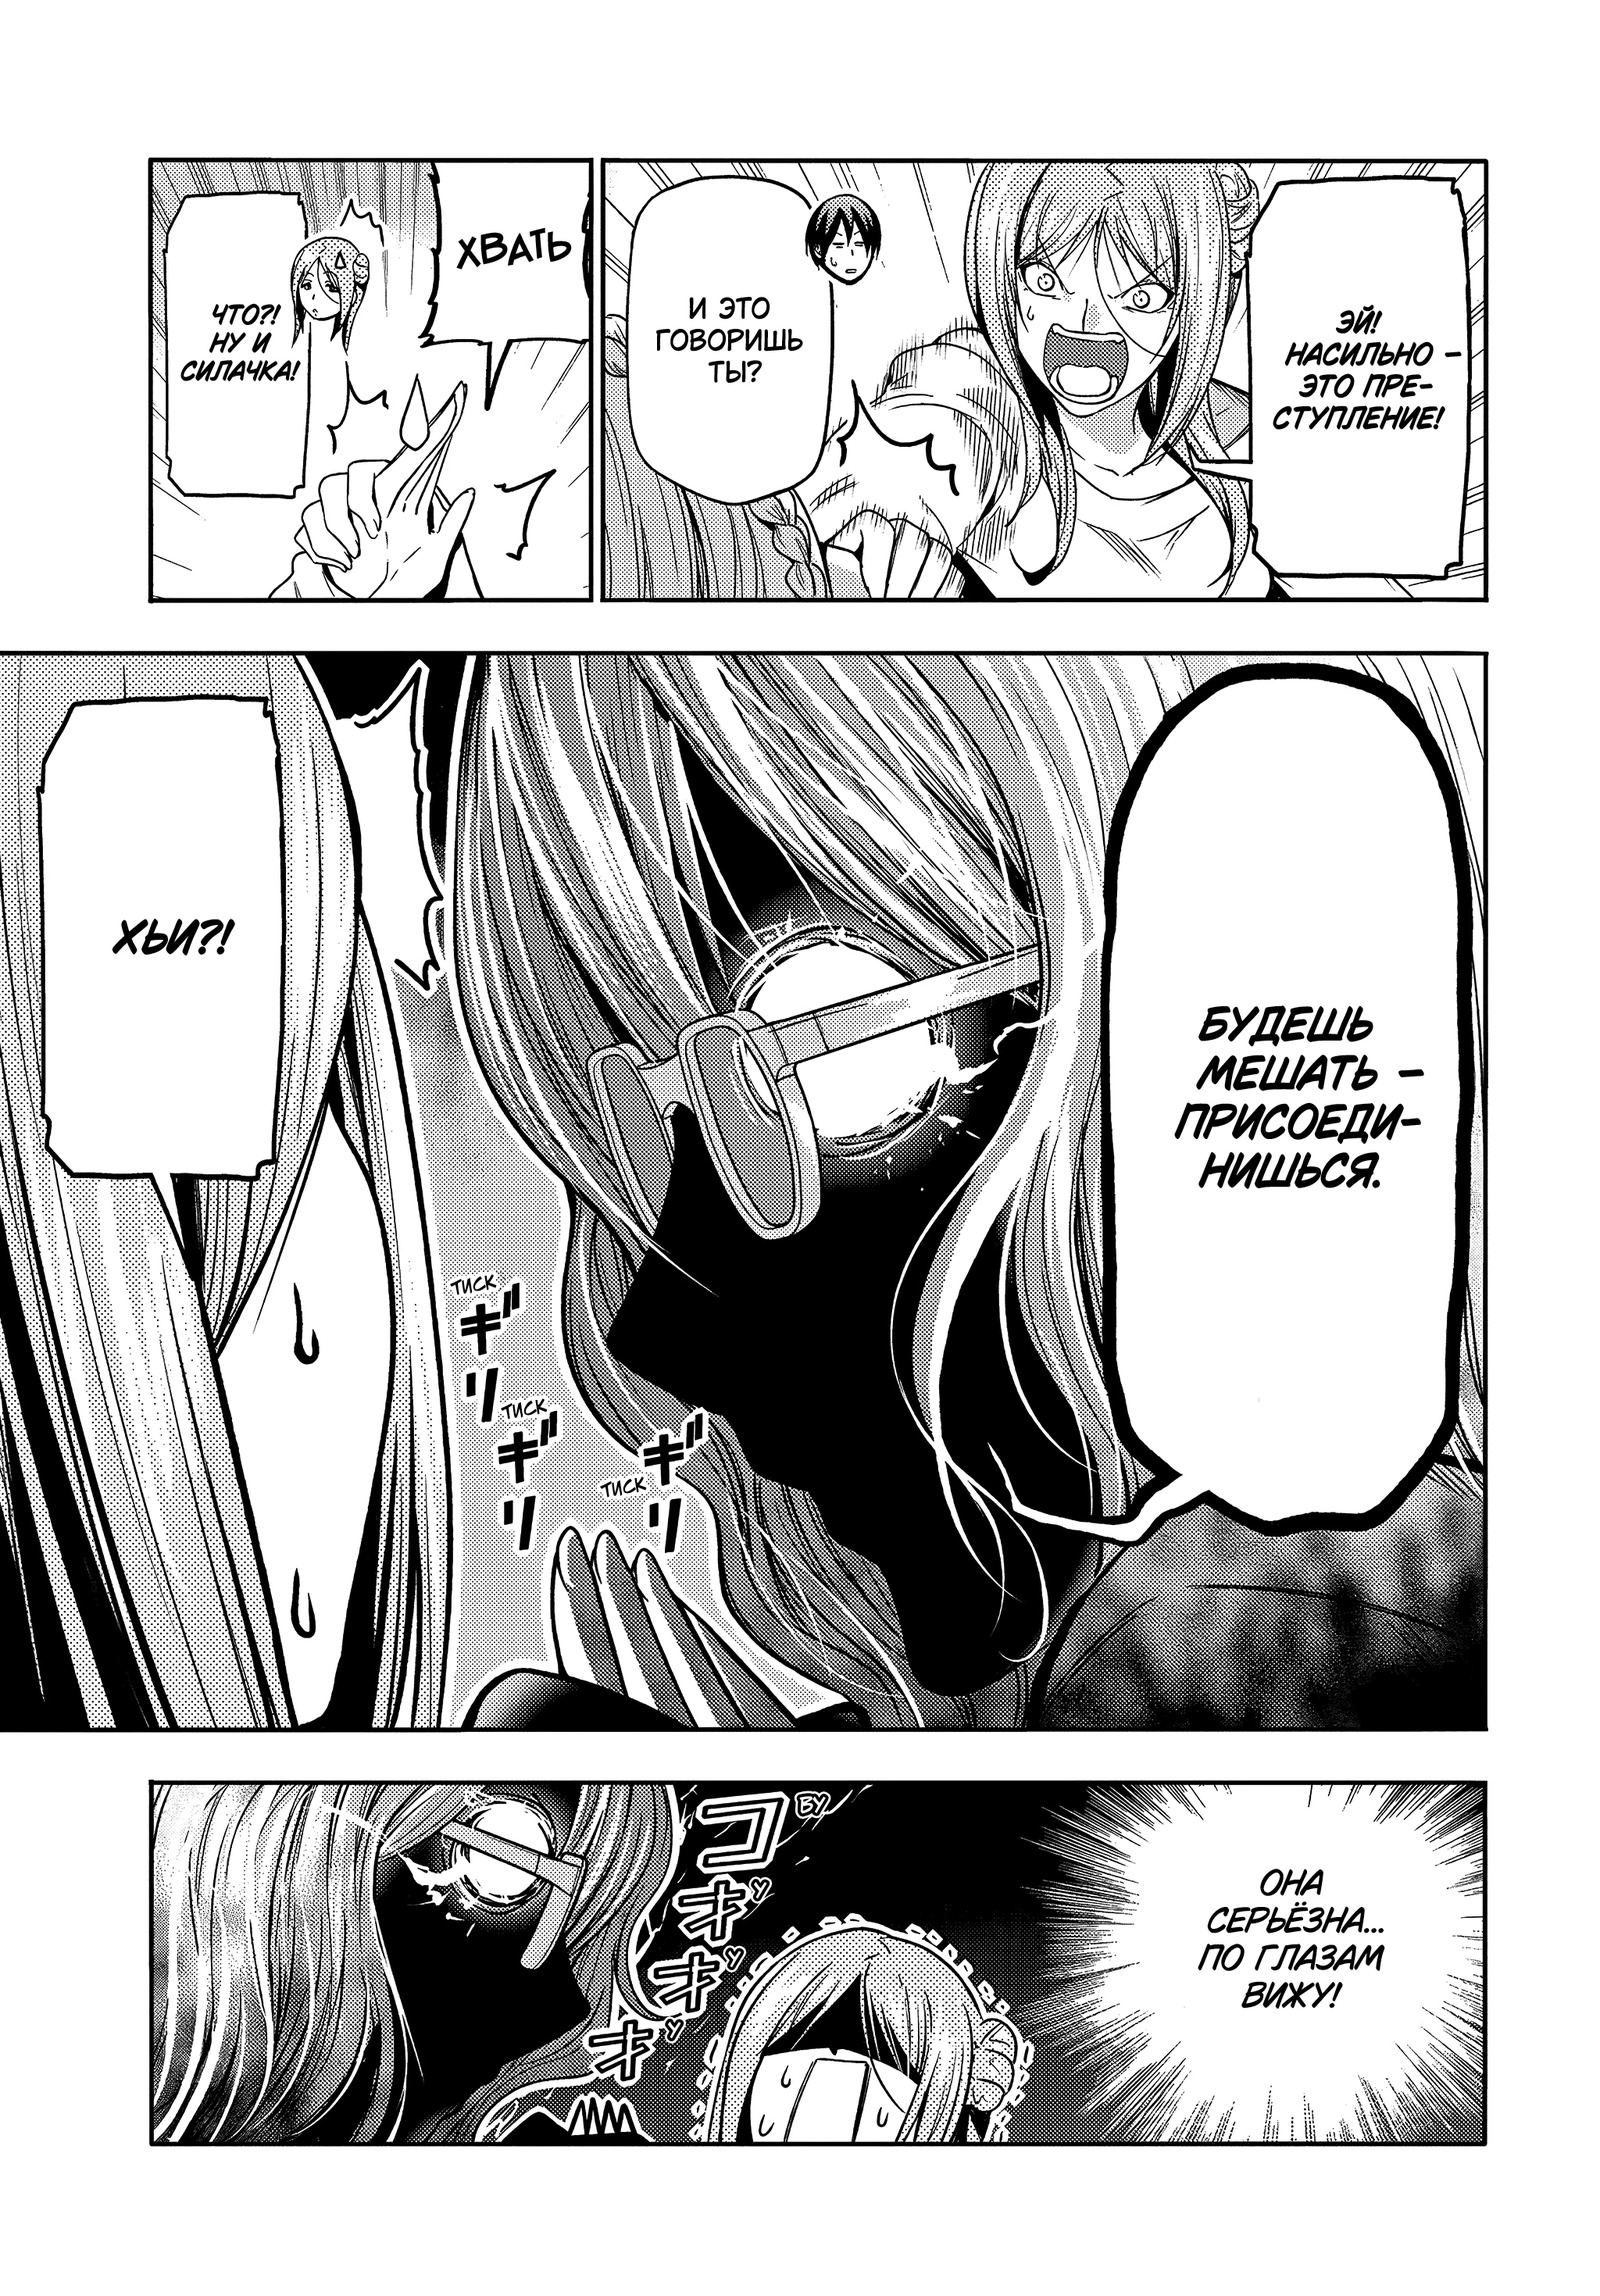 ЭЙ!
НАСИЛЬНО –
ЭТО ПРЕ-
СТУПЛЕНИЕ!
И ЭТО
ГОВОРИШЬ
ТЫ?
ХВАТЬ
ЧТО?!
НУ И
СИЛАЧКА!
БУДЕШЬ
МЕШАТЬ –
ПРИСОЕДИ-
НИШЬСЯ.
ХЬИ?!
ТИСК
ギリ
ТИСК
ギリ
ТИСК
ギリ
ОНА
СЕРЬЁЗНА...
ПО ГЛАЗАМ
ВИЖУ!
ВУ
コ
У
オ
У
オ
У
オ